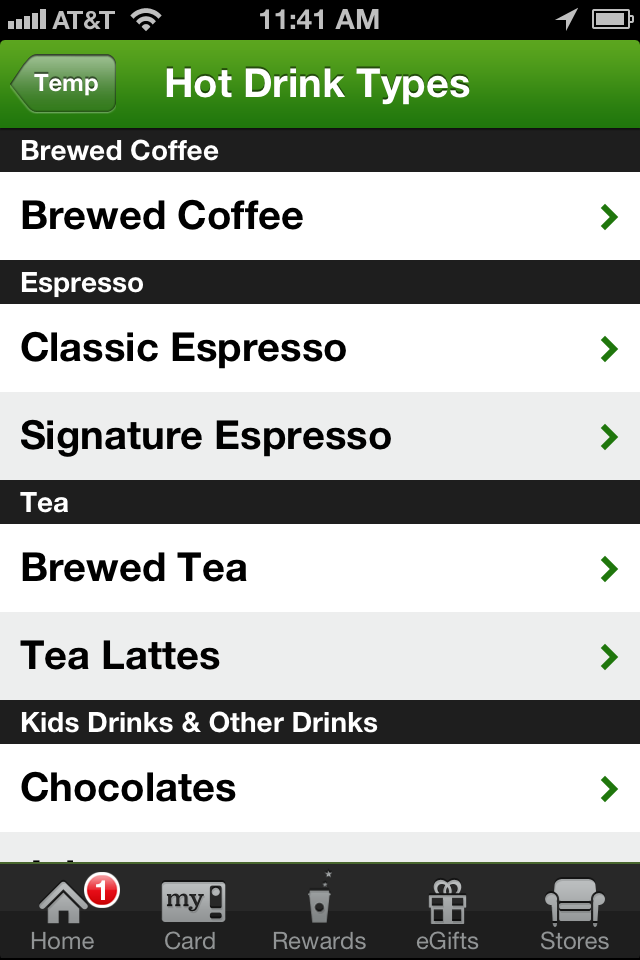 AT&T 11:41 AM
Temp Hot Drink Types
Brewed Coffee
Brewed Coffee
Espresso
Classic Espresso
Signature Espresso
Tea
Brewed Tea
Tea Lattes
Kids Drinks & Other Drinks
Chocolates
1
my
Home Card Rewards eGifts Stores